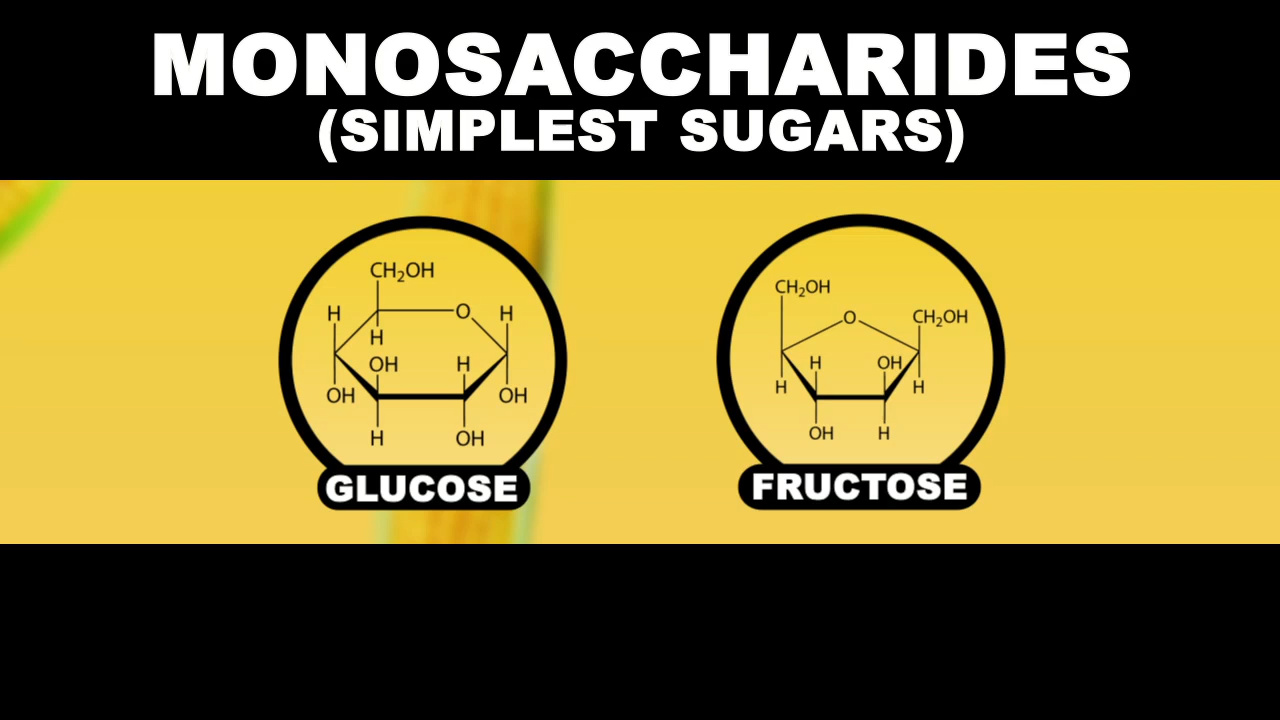 MONOSACCHARIDES
(SIMPLEST SUGARS)
CH₂OH
H
O
H
H
OH
H
OH
OH
H
OH
GLUCOSE
CH₂OH
O
CH₂OH
H
OH
H
H
OH
H
FRUCTOSE